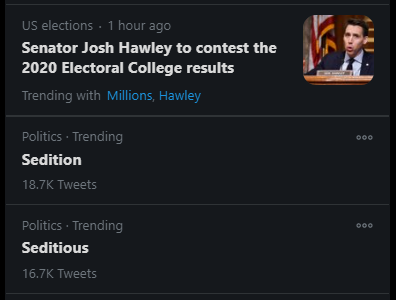 US elections · 1 hour ago
Senator Josh Hawley to contest the
2020 Electoral College results
Trending with Millions, Hawley
Politics · Trending
Sedition
18.7K Tweets
Politics · Trending
Seditious
16.7K Tweets